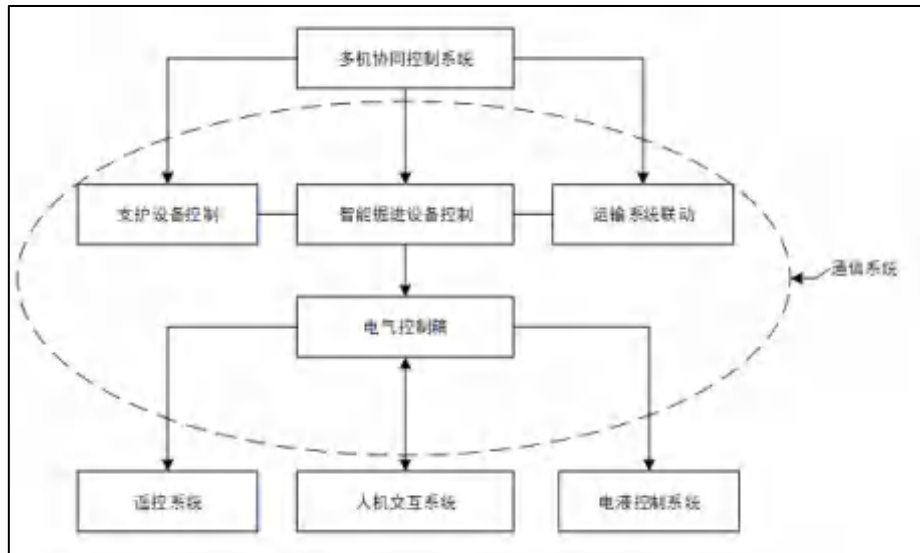 多机协同控制系统
支护设备控制
智能掘进设备控制
运输系统联动
通信系统
电气控制箱
遥控系统
人机交互系统
电液控制系统